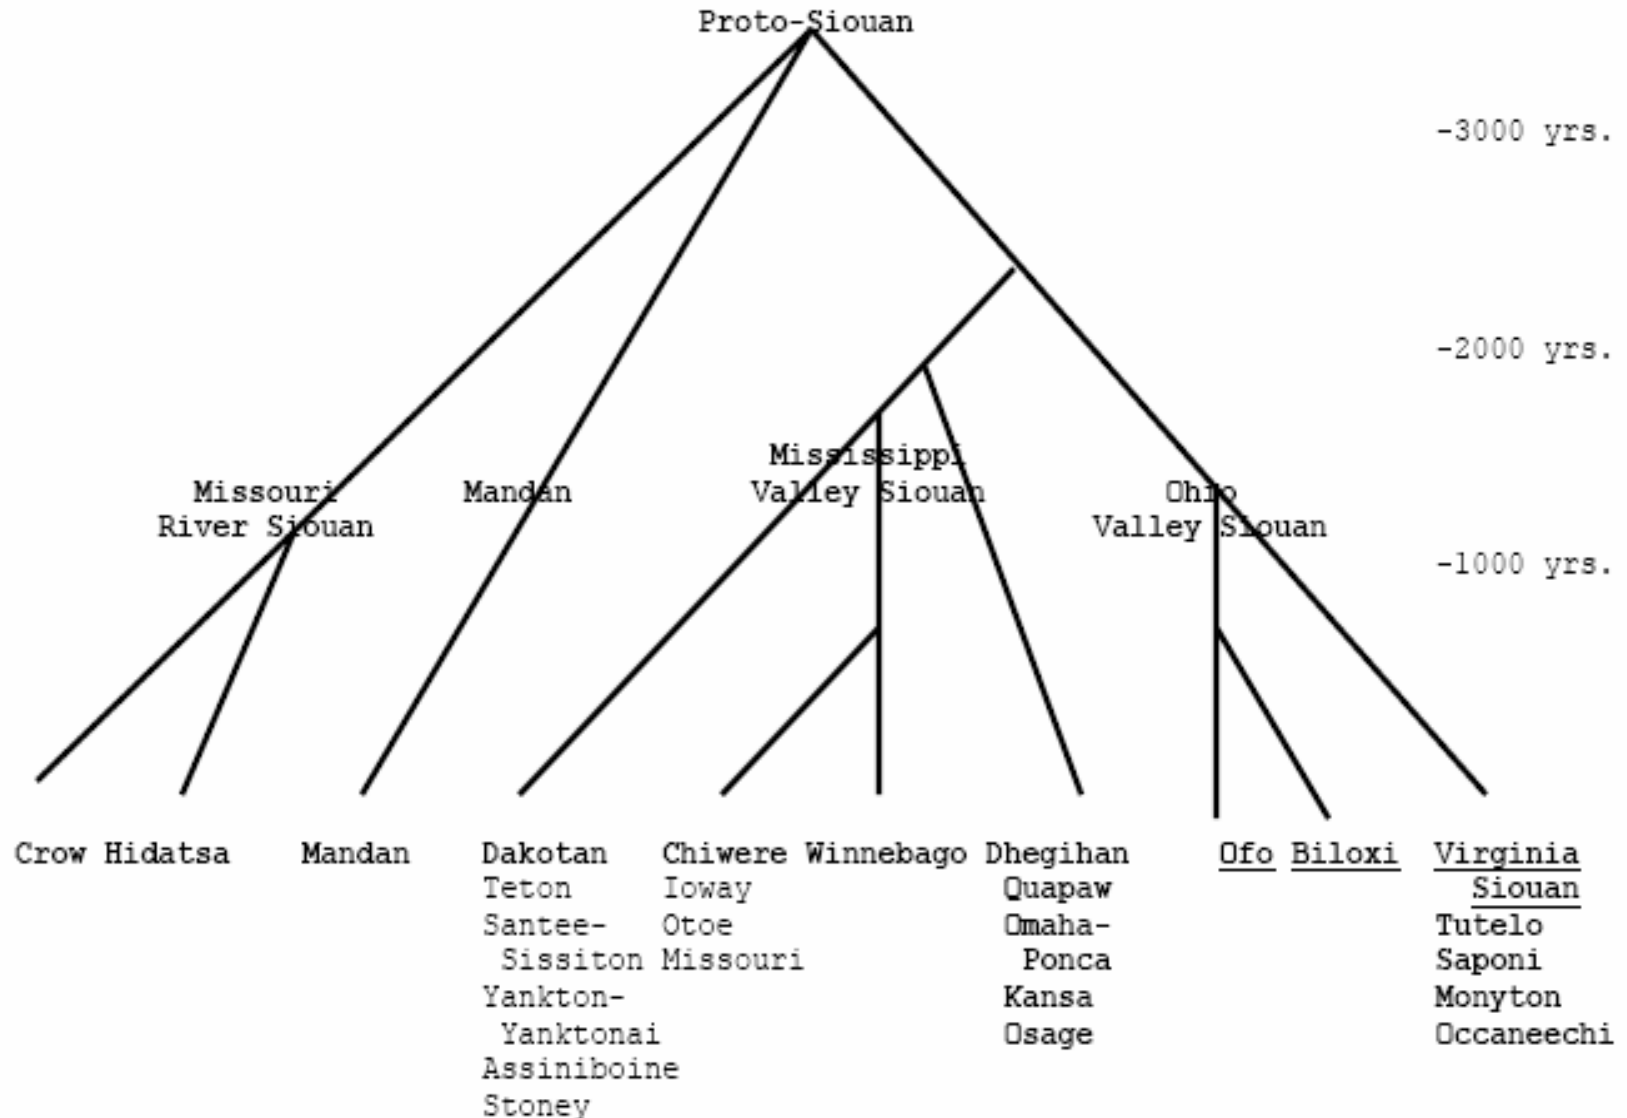 Proto-Siouan
-3000 yrs.
-2000 yrs.
Mississippi
Missouri Mandan Valley Siouan Ohio
River Siouan Valley Siouan
-1000 yrs.
Crow Hidatsa Mandan Dakotan Chiwere Winnebago Dhegihan Ofo Biloxi Virginia
Teton Ioway Quapaw Siouan
Santee- Otoe Omaha- Tutelo
Sissiton Missouri Ponca Saponi
Yankton- Kansa Monyton
Yanktonai Osage Occaneechi
Assiniboine
Stoney